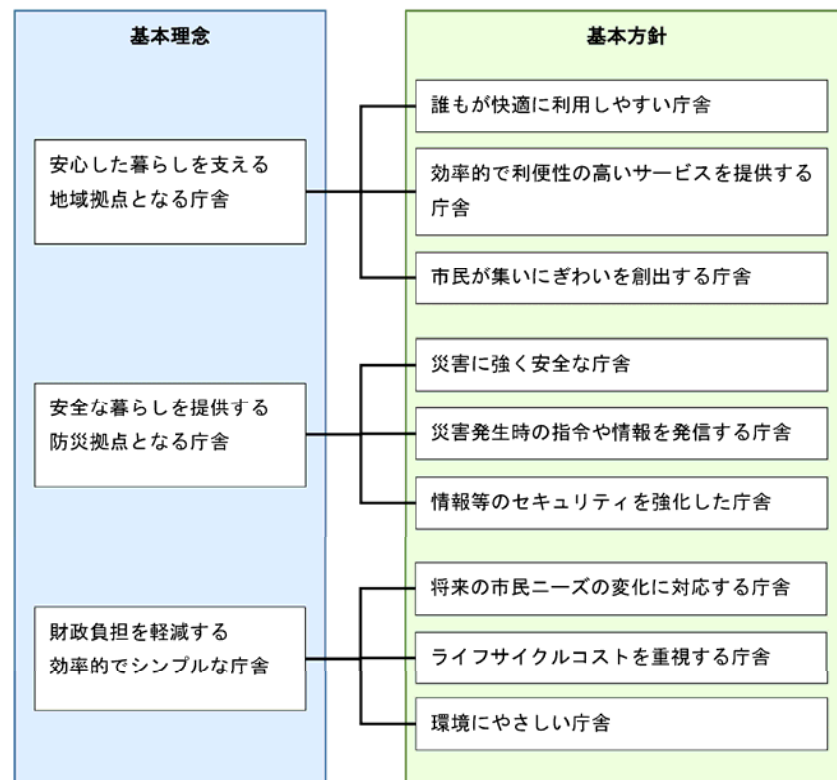 基本理念
基本方針
安心した暮らしを支える
地域拠点となる庁舎
誰もが快適に利用しやすい庁舎
効率的で利便性の高いサービスを提供する
庁舎
市民が集いにぎわいを創出する庁舎
安全な暮らしを提供する
防災拠点となる庁舎
災害に強く安全な庁舎
災害発生時の指令や情報を発信する庁舎
情報等のセキュリティを強化した庁舎
財政負担を軽減する
効率的でシンプルな庁舎
将来の市民ニーズの変化に対応する庁舎
ライフサイクルコストを重視する庁舎
環境にやさしい庁舎